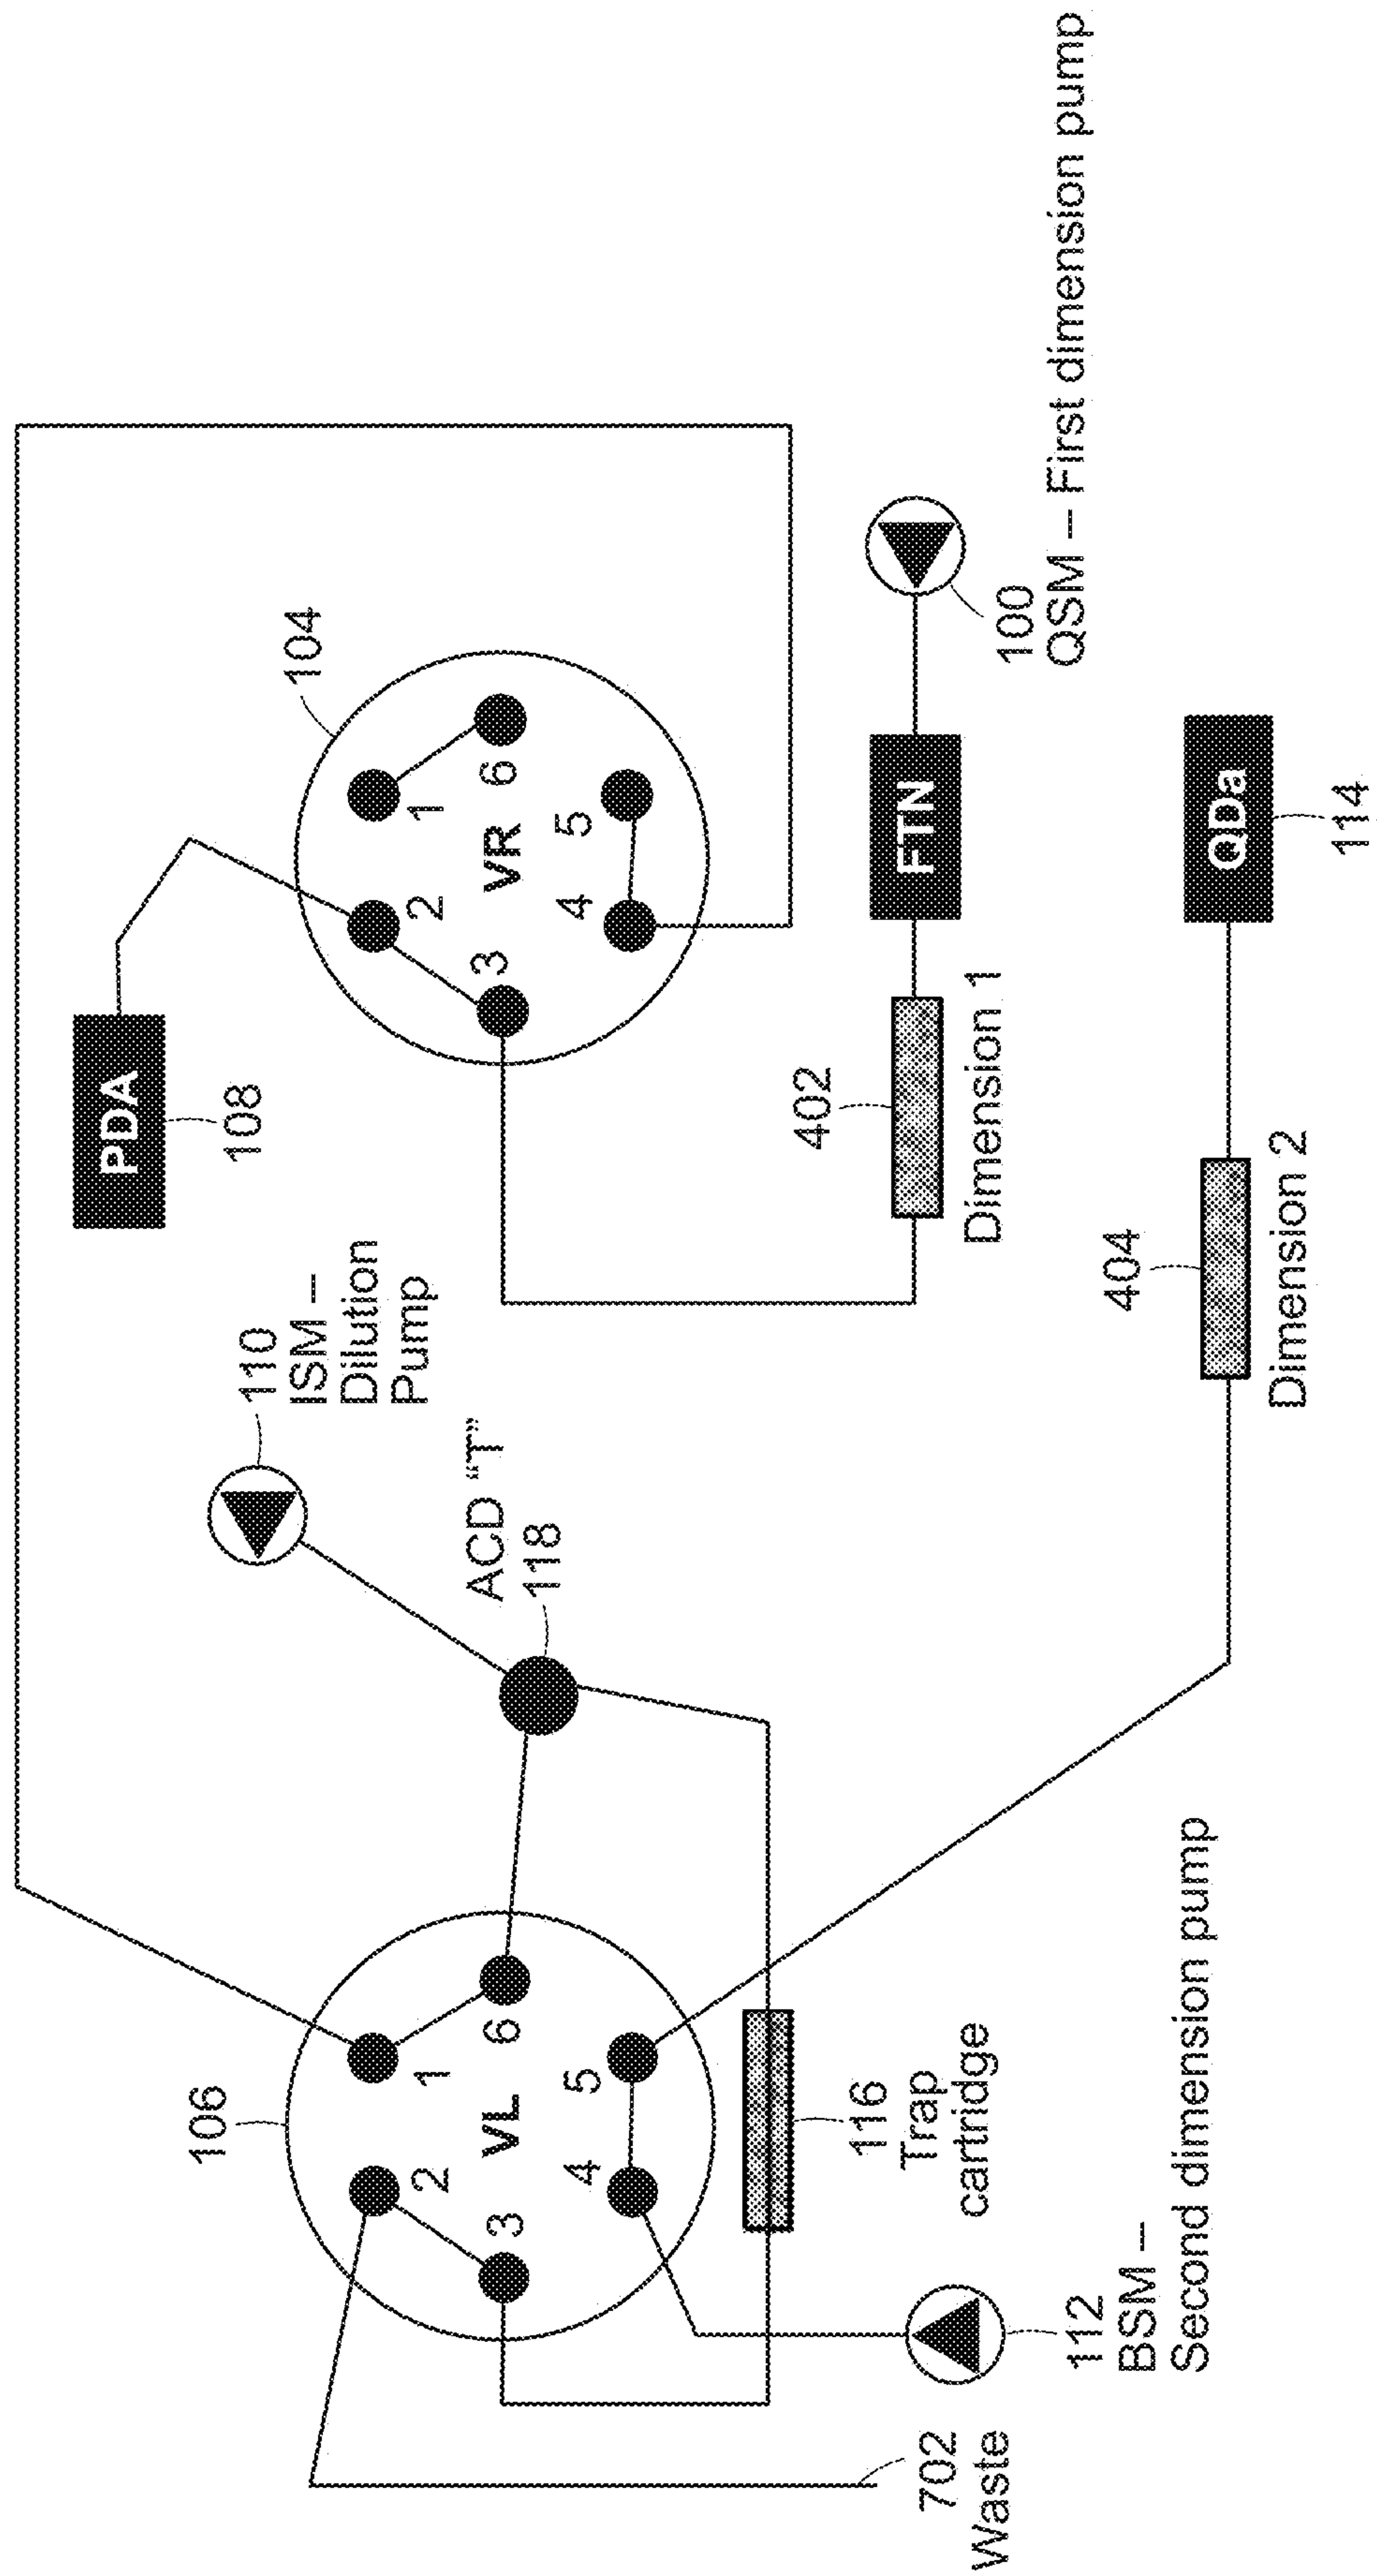 PDA
108
104
1
2
3
4
5
6
VR
110
ISM –
Dilution
Pump
ACD “T”
118
106
1
2
3
4
5
6
VL
402
Dimension 1
FTN
100
QSM – First dimension pump
116
Trap
cartridge
404
Dimension 2
QDa
114
112
BSM –
Second dimension pump
702
Waste